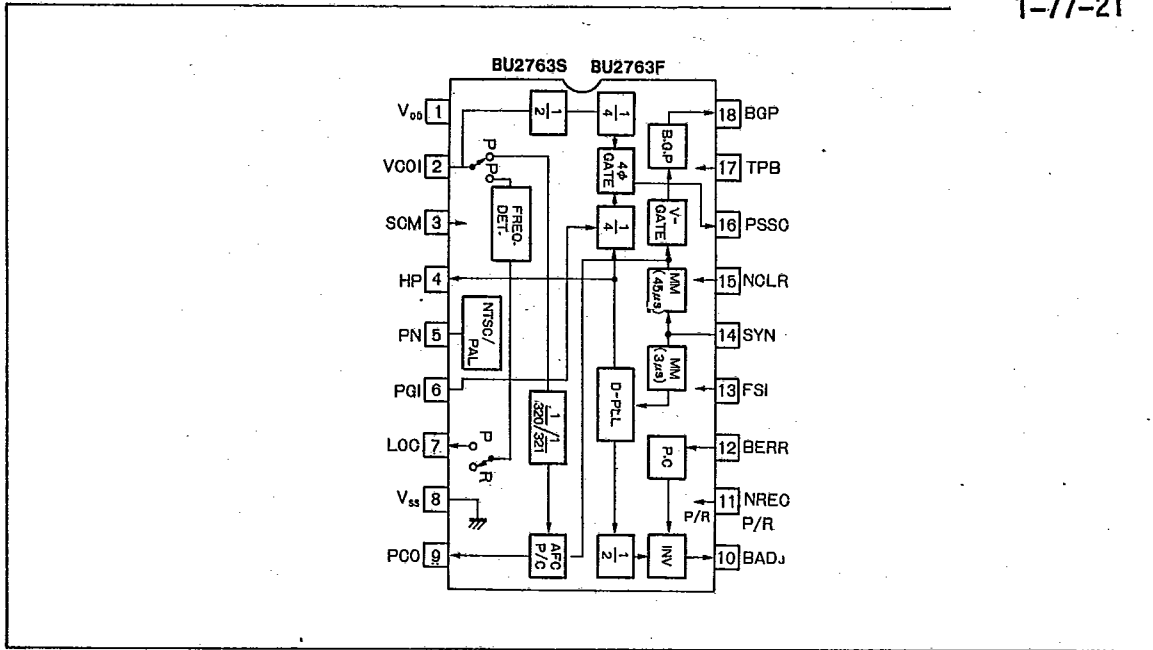 T-77-21
BU2763S BU2763F
V₀₅ 1
VCOI 2
SCM 3
HP 4
PN 5
PGI 6
LOC 7
Vₛₛ 8
PCO 9
18 BGP
17 TPB
16 PSSC
15 NCLR
14 SYN
13 FSI
12 BERR
11 NREC
P/R P/R
10 BADJ
1/2
1/4
B.G.P
P
P
4ϕ GATE
FREQ-DET-
1/4
V-GATE
MM (45μs)
NTSC/PAL
MM (3μs)
D-PLL
1/320 / 1/321
P
R
P.C
AFC P/C
1/2
INV